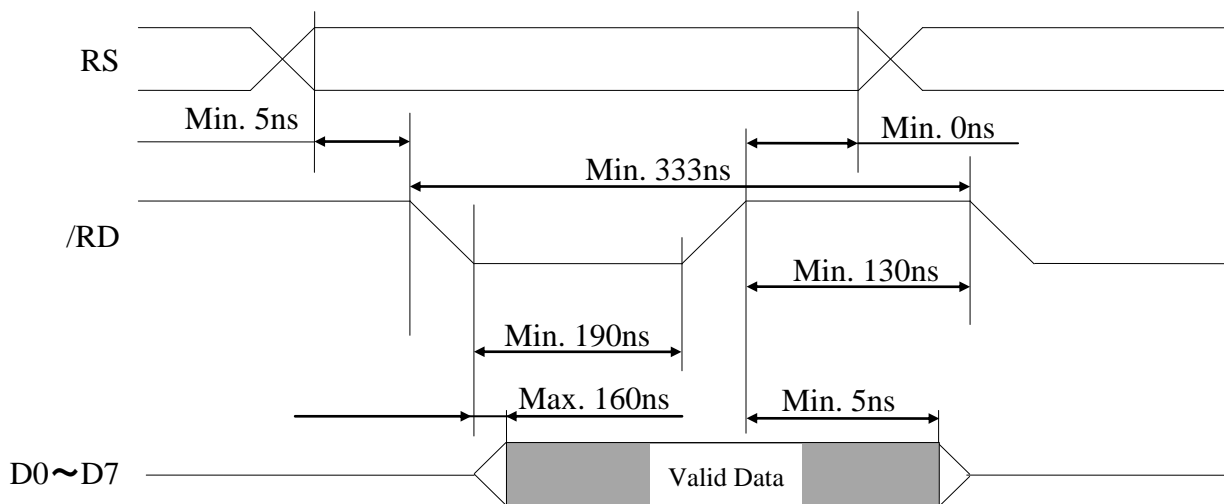 RS
Min. 5ns
Min. 0ns
Min. 333ns
/RD
Min. 130ns
Min. 190ns
Max. 160ns
Min. 5ns
D0～D7
Valid Data